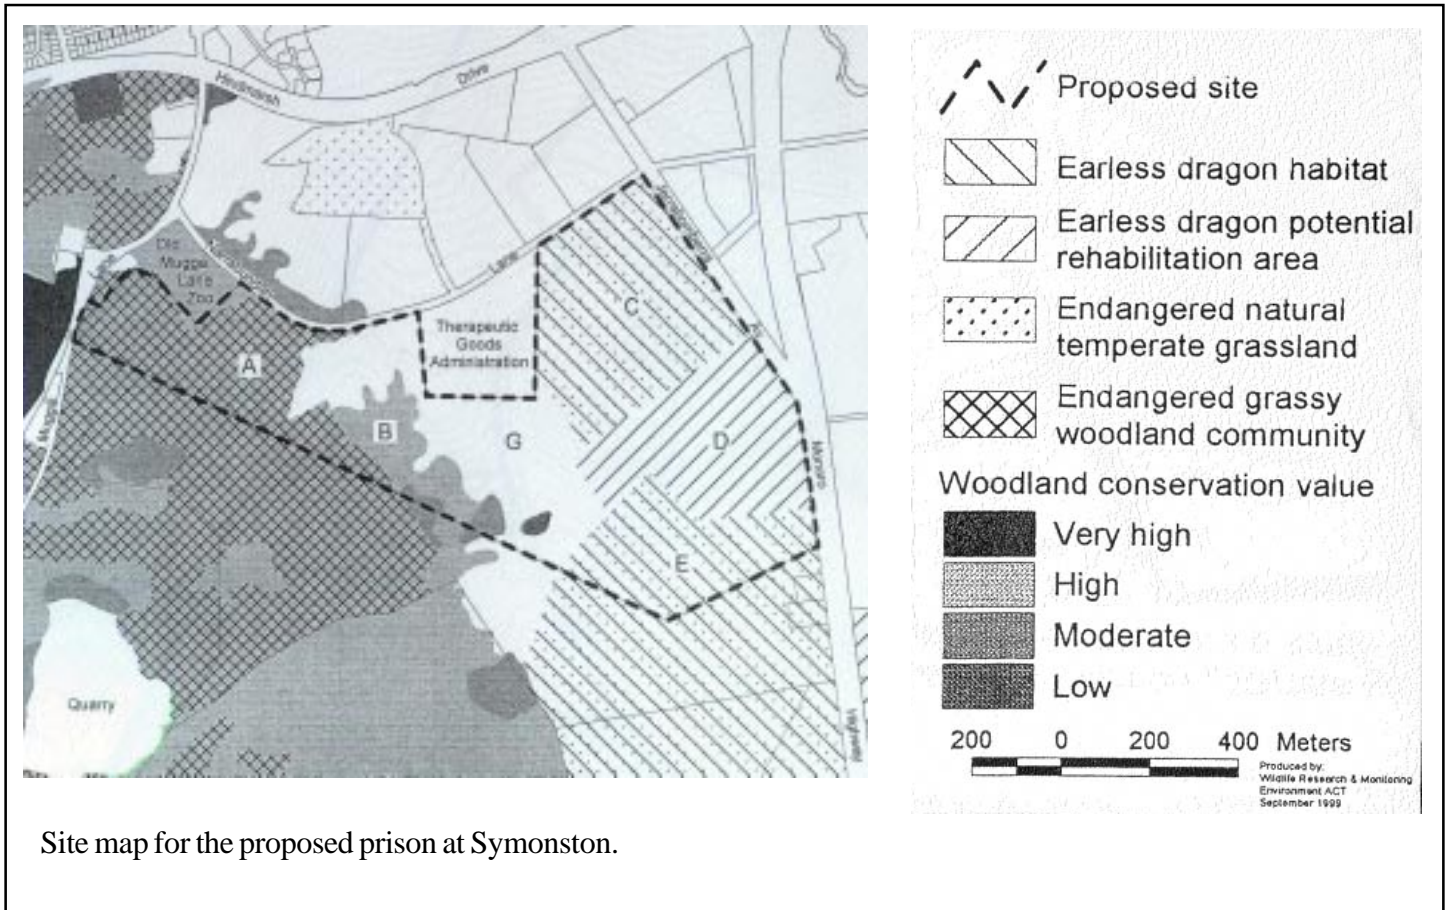 Hindmarsh
Drive
Old
Mugga
Lane
Zoo
Lane
Mugga
Therapeutic
Goods
Administration
A
B
C
D
E
G
Monaro
Highway
Quarry
Proposed site
Earless dragon habitat
Earless dragon potential
rehabilitation area
Endangered natural
temperate grassland
Endangered grassy
woodland community
Woodland conservation value
Very high
High
Moderate
Low
200 0 200 400 Meters
Produced by:
Wildlife Research & Monitoring
Environment ACT
September 1999
Site map for the proposed prison at Symonston.